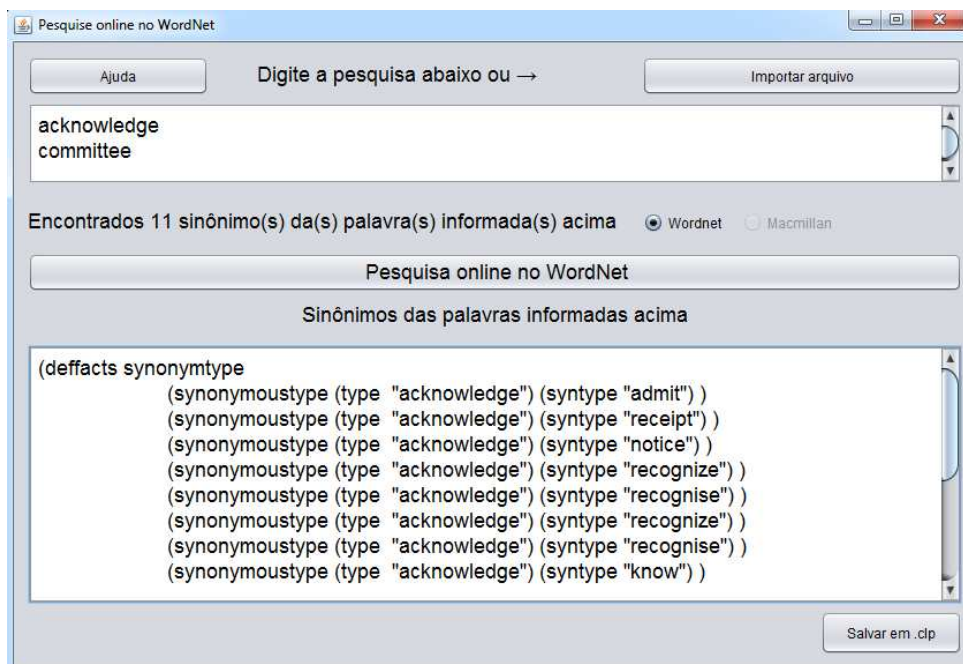 Pesquise online no WordNet
Ajuda
Digite a pesquisa abaixo ou →
Importar arquivo
acknowledge
committee
Encontrados 11 sinônimo(s) da(s) palavra(s) informada(s) acima
Wordnet
Macmillan
Pesquisa online no WordNet
Sinônimos das palavras informadas acima
(deffacts synonymtype
(synonymoustype (type "acknowledge") (syntype "admit") )
(synonymoustype (type "acknowledge") (syntype "receipt") )
(synonymoustype (type "acknowledge") (syntype "notice") )
(synonymoustype (type "acknowledge") (syntype "recognize") )
(synonymoustype (type "acknowledge") (syntype "recognise") )
(synonymoustype (type "acknowledge") (syntype "recognize") )
(synonymoustype (type "acknowledge") (syntype "recognise") )
(synonymoustype (type "acknowledge") (syntype "know") )
Salvar em .clp